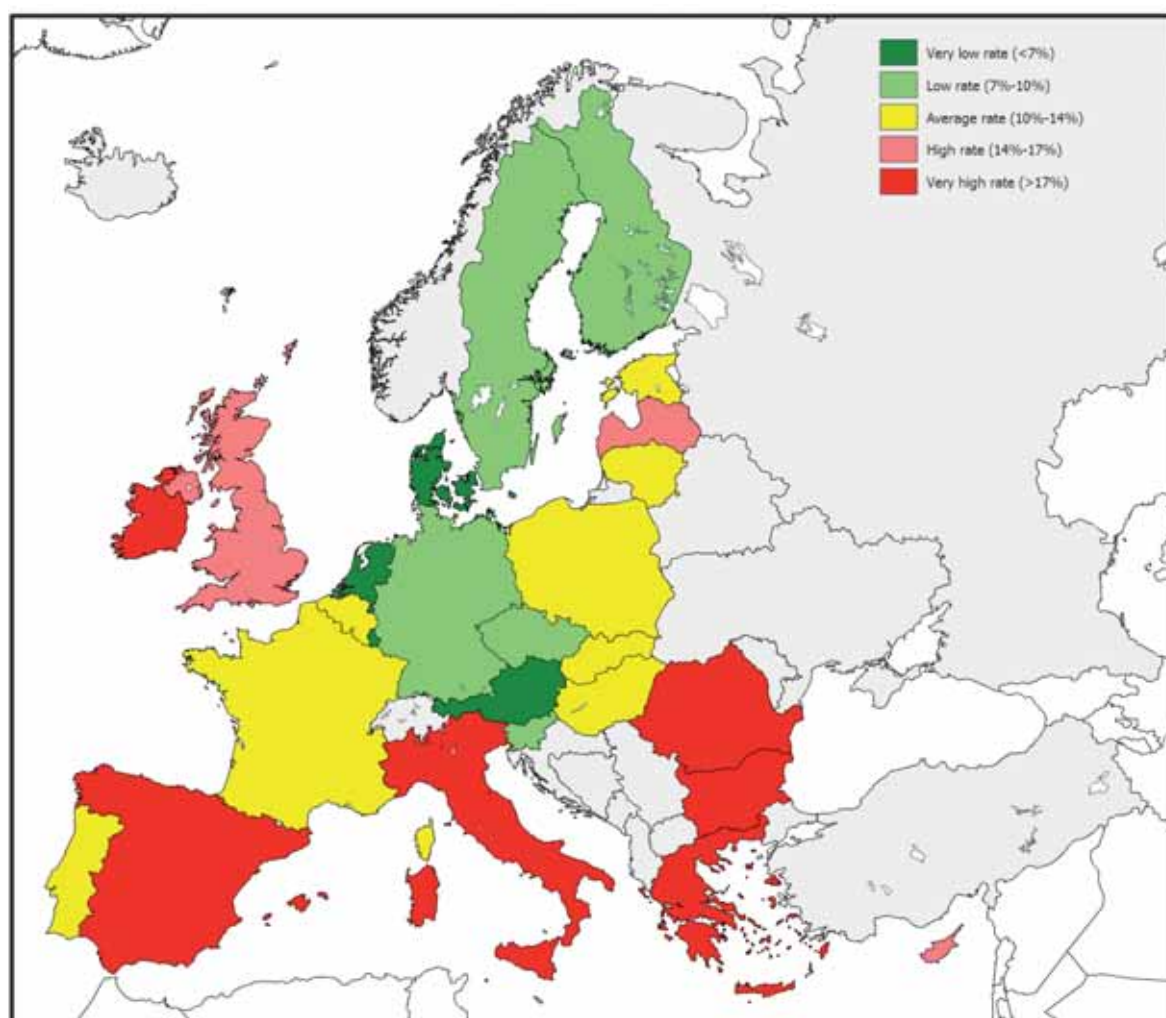 Very low rate (<7%)
Low rate (7%-10%)
Average rate (10%-14%)
High rate (14%-17%)
Very high rate (>17%)